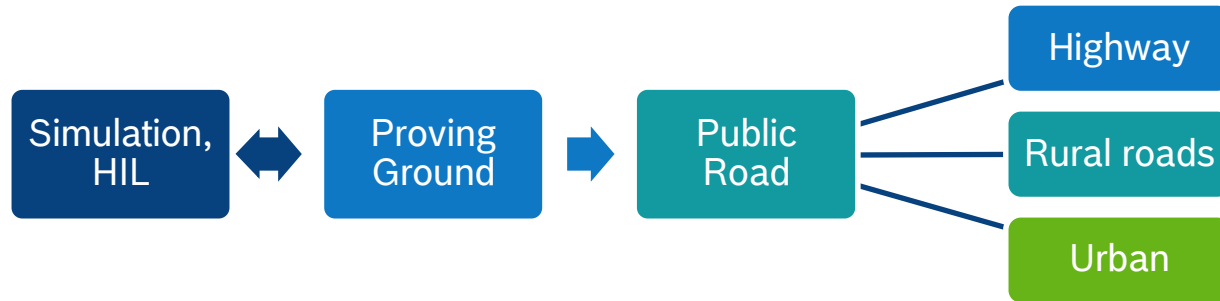 Simulation,
HIL
Proving
Ground
Public
Road
Highway
Rural roads
Urban